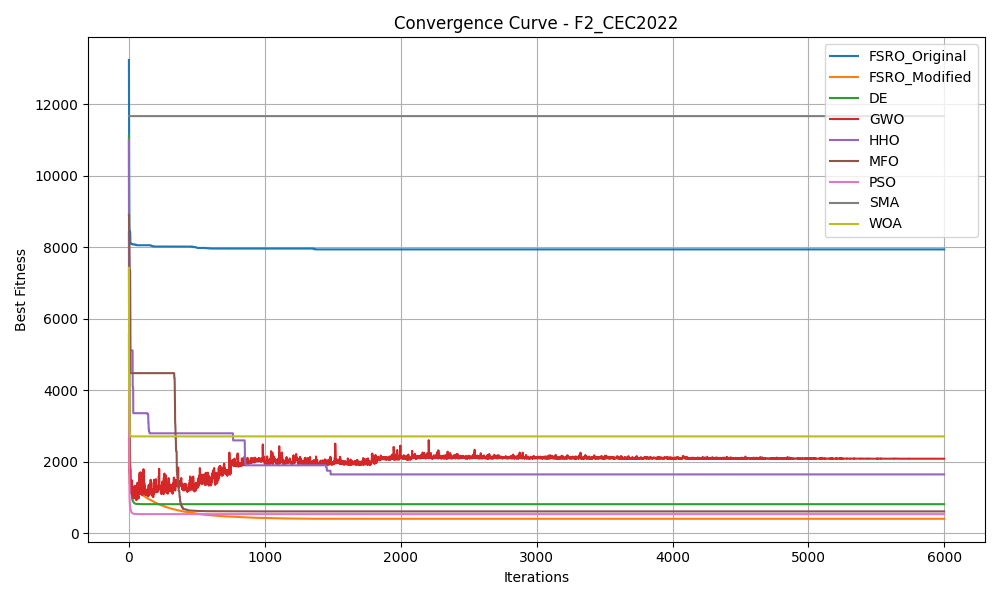 Convergence Curve - F2_CEC2022
Best Fitness
12000
10000
8000
6000
4000
2000
0
0 1000 2000 3000 4000 5000 6000
Iterations
FSRO_Original
FSRO_Modified
DE
GWO
HHO
MFO
PSO
SMA
WOA